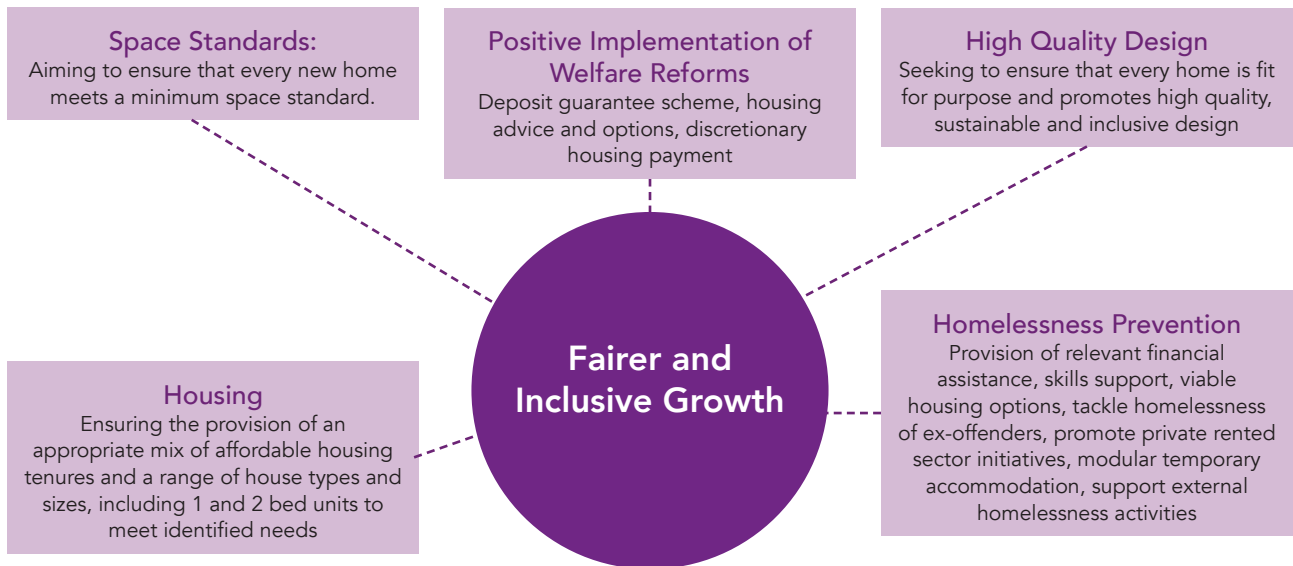 Space Standards:
Aiming to ensure that every new home
meets a minimum space standard.
Positive Implementation of
Welfare Reforms
Deposit guarantee scheme, housing
advice and options, discretionary
housing payment
High Quality Design
Seeking to ensure that every home is fit
for purpose and promotes high quality,
sustainable and inclusive design
Fairer and
Inclusive Growth
Housing
Ensuring the provision of an
appropriate mix of affordable housing
tenures and a range of house types and
sizes, including 1 and 2 bed units to
meet identified needs
Homelessness Prevention
Provision of relevant financial
assistance, skills support, viable
housing options, tackle homelessness
of ex-offenders, promote private rented
sector initiatives, modular temporary
accommodation, support external
homelessness activities